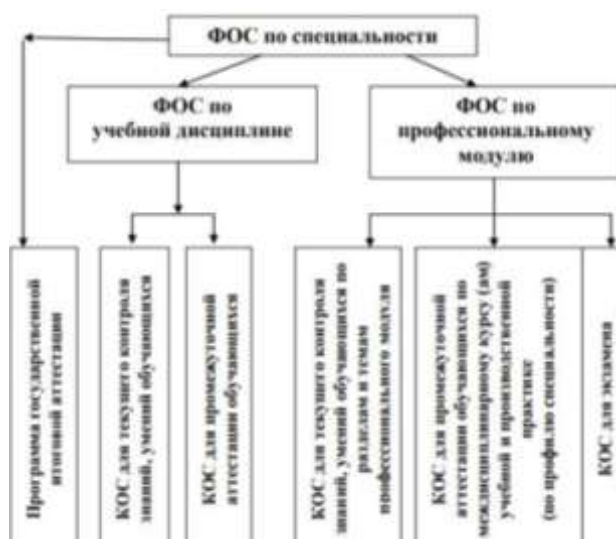 ФОС по специальности
ФОС по
учебной дисциплине
ФОС по
профессиональному
модулю
Программа государственной
итоговой аттестации
КОС для текущего контроля
знаний, умений обучающихся
КОС для промежуточной
аттестации обучающихся
КОС для текущего контроля
знаний, умений обучающихся по
разделам и темам
профессионального модуля
КОС для промежуточной
аттестации обучающихся по
междисциплинарному курсу (ам)
учебной и производственной
практике
(по профилю специальности)
КОС для экзамена